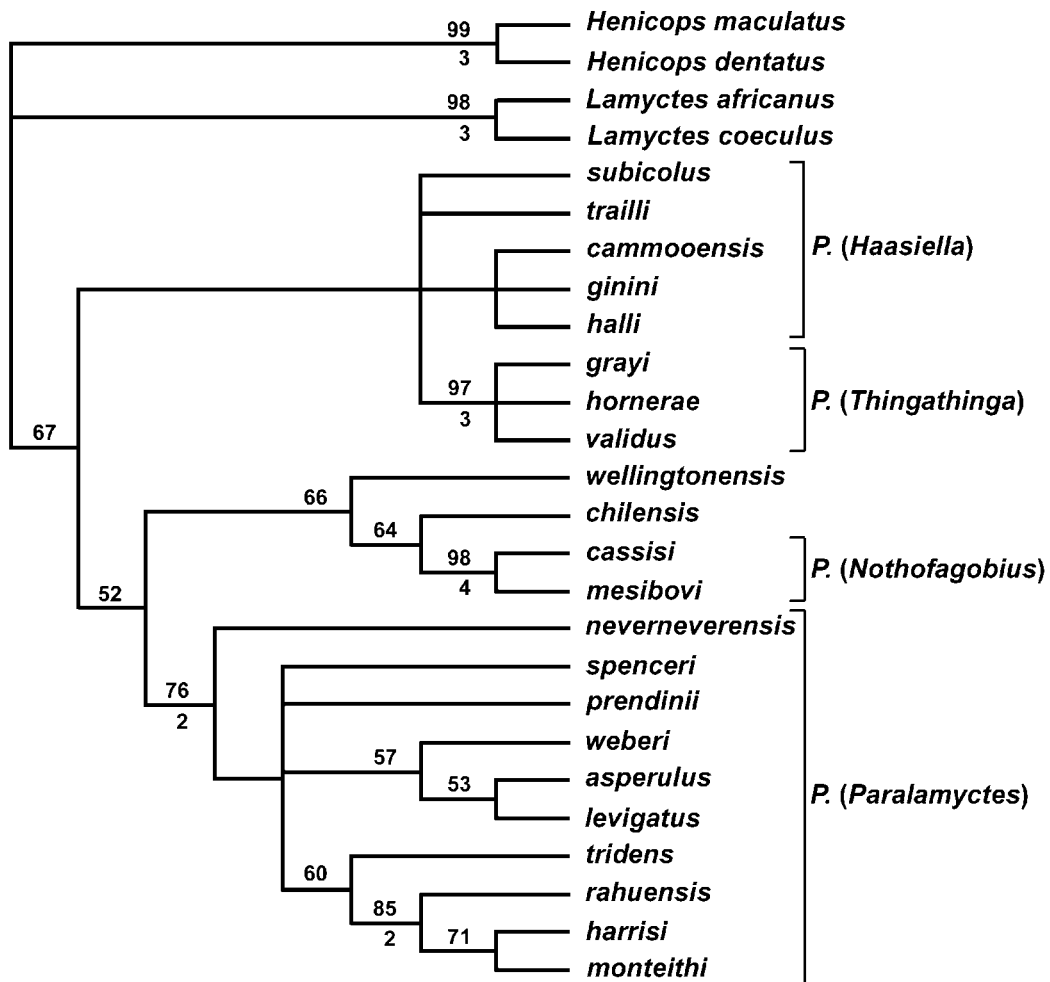 99
Henicops maculatus
3
Henicops dentatus
98
Lamyctes africanus
3
Lamyctes coeculus
subicolus
trailli
cammooensis
P. (Haasiella)
ginini
halli
grayi
97
hornerae
P. (Thingathinga)
3
validus
67
wellingtonensis
66
chilensis
64
cassisi
98
P. (Nothofagobius)
4
mesibovi
52
neverneverensis
spenceri
76
prendinii
2
weberi
57
asperulus
53
P. (Paralamyctes)
levigatus
tridens
60
rahuensis
85
2
harrisi
71
monteithi